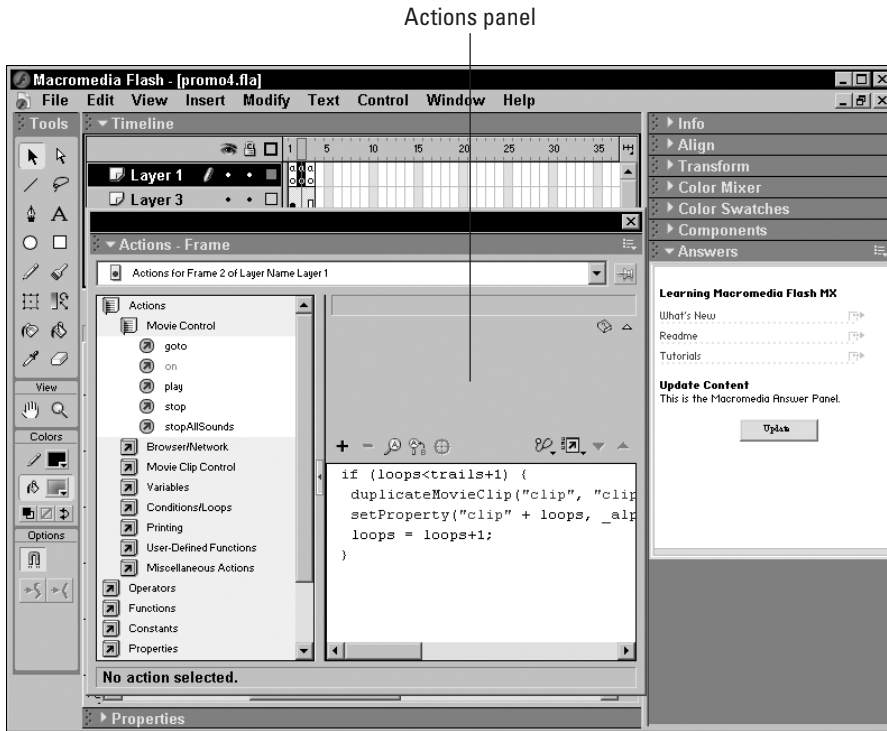 Actions panel
Macromedia Flash - [promo4.fla]
File Edit View Insert Modify Text Control Window Help
Tools
Timeline
1 5 10 15 20 25 30 35
Layer 1
Layer 3
Actions - Frame
Actions for Frame 2 of Layer Name Layer 1
Actions
Movie Control
goto
on
play
stop
stopAllSounds
Browser/Network
Movie Clip Control
Variables
Conditions/Loops
Printing
User-Defined Functions
Miscellaneous Actions
Operators
Functions
Constants
Properties
if (loops<trails+1) {
duplicateMovieClip("clip", "clip
setProperty("clip" + loops, _alp
loops = loops+1;
}
No action selected.
Properties
View
Colors
Options
Info
Align
Transform
Color Mixer
Color Swatches
Components
Answers
Learning Macromedia Flash MX
What's New
Readme
Tutorials
Update Content
This is the Macromedia Answer Panel.
Update